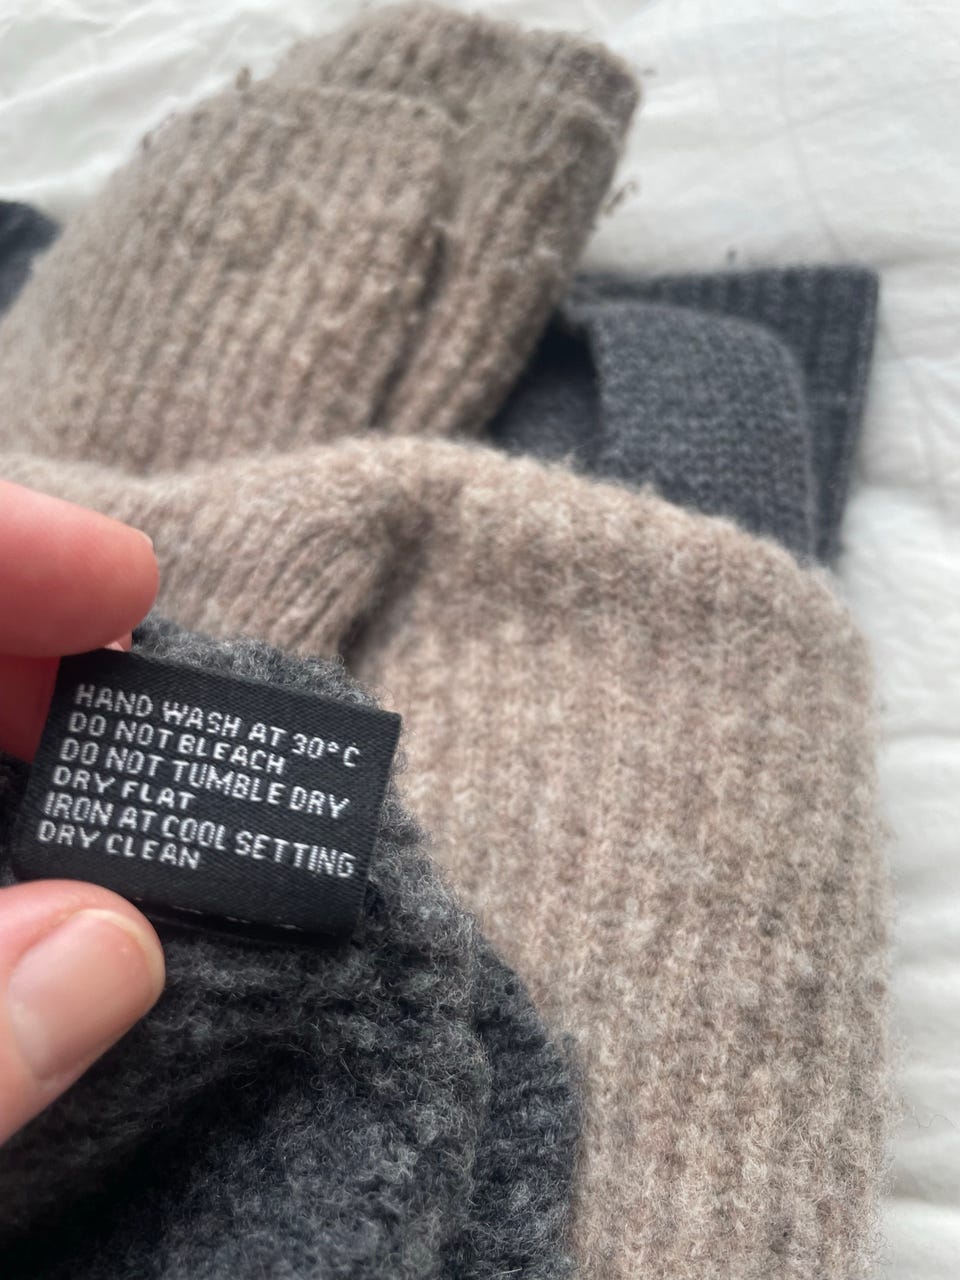 HAND WASH AT 30°C
DO NOT BLEACH
DO NOT TUMBLE DRY
DRY FLAT
IRON AT COOL SETTING
DRY CLEAN